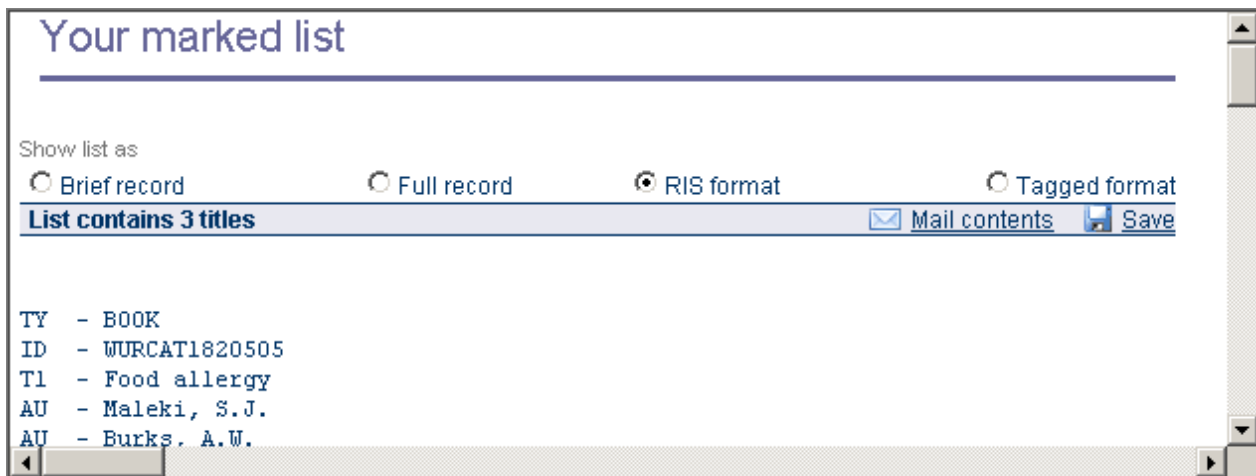 Your marked list
Show list as
Brief record Full record RIS format Tagged format
List contains 3 titles Mail contents Save
TY  - BOOK
ID  - WURCAT1820505
T1  - Food allergy
AU  - Maleki, S.J.
AU  - Burks, A.W.